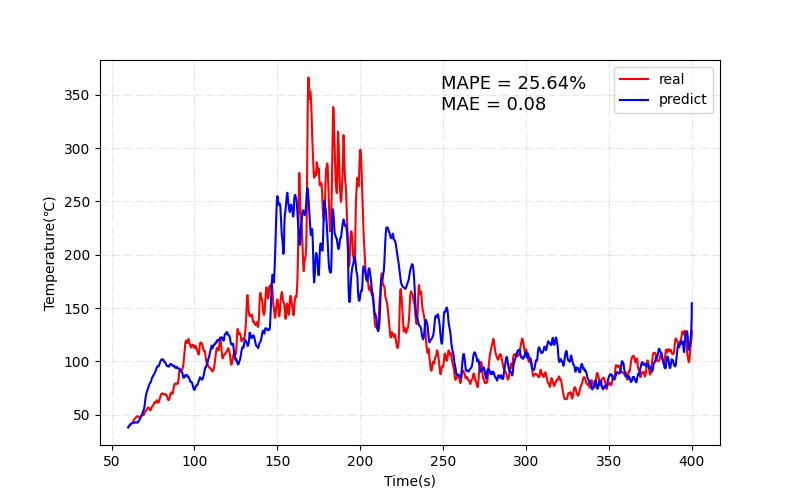 MAPE = 25.64%
MAE = 0.08
real
predict
Temperature(℃)
350
300
250
200
150
100
50
50 100 150 200 250 300 350 400
Time(s)